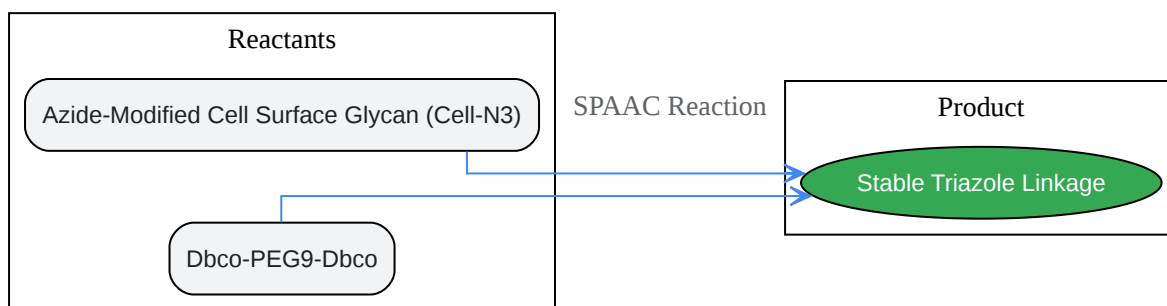 Reactants
Azide-Modified Cell Surface Glycan (Cell-N3)
Dbco-PEG9-Dbco
SPAAC Reaction
Product
Stable Triazole Linkage